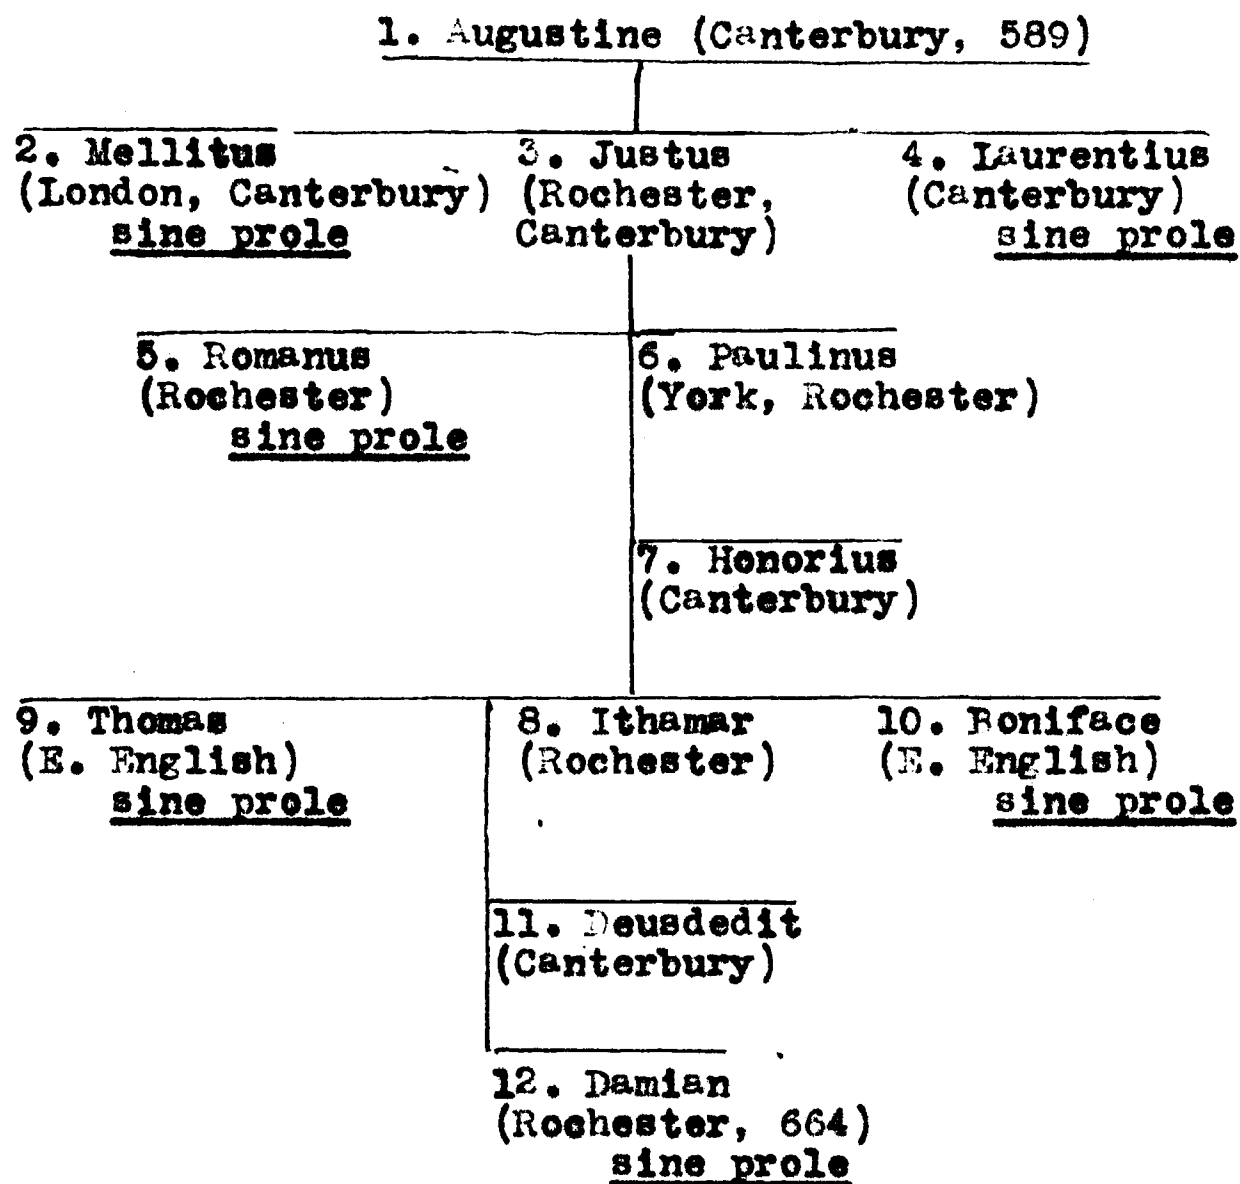 1. Augustine (Canterbury, 589)
2. Mellitus
(London, Canterbury)
sine prole
3. Justus
(Rochester,
Canterbury)
4. Laurentius
(Canterbury)
sine prole
5. Romanus
(Rochester)
sine prole
6. Paulinus
(York, Rochester)
7. Honorius
(Canterbury)
9. Thomas
(E. English)
sine prole
8. Ithamar
(Rochester)
10. Boniface
(E. English)
sine prole
11. Deusdedit
(Canterbury)
12. Damian
(Rochester, 664)
sine prole